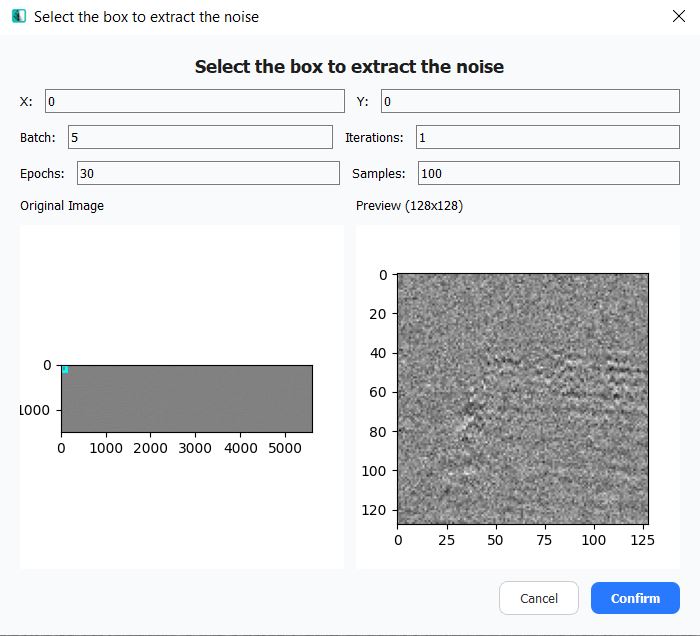 Select the box to extract the noise
Select the box to extract the noise
X: 0 Y: 0
Batch: 5 Iterations: 1
Epochs: 30 Samples: 100
Original Image Preview (128x128)
0
1000
0 1000 2000 3000 4000 5000
0
20
40
60
80
100
120
0 25 50 75 100 125
Cancel Confirm